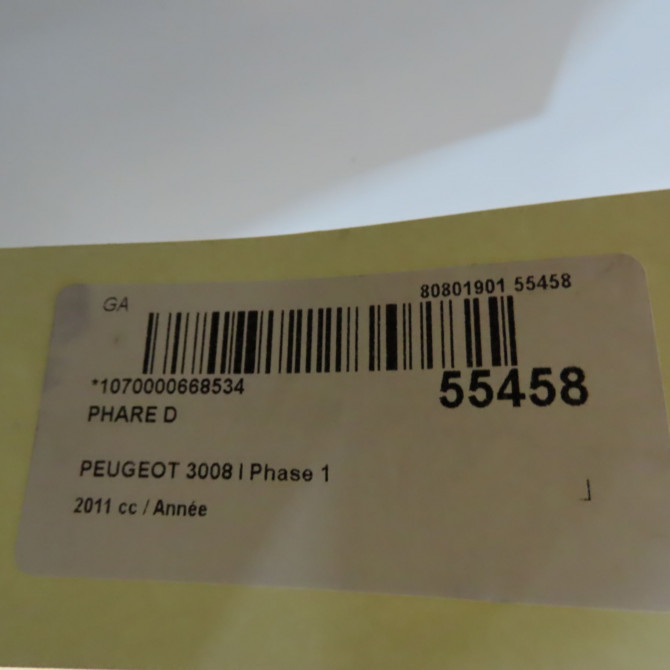 GA
80801901 55458
*1070000668534
55458
PHARE D
PEUGEOT 3008 I Phase 1
2011 cc / Année